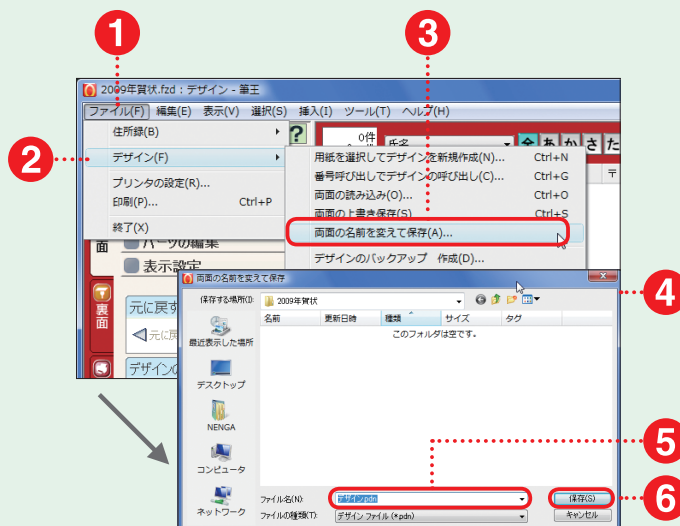 1
3
2009年賀状.fzd：デザイン - 筆王
ファイル(F) 編集(E) 表示(V) 選択(S) 挿入(I) ツール(T) ヘルプ(H)
2
住所録(B)
デザイン(F)
プリンタの設定(R)...
印刷(P)... Ctrl+P
終了(X)
? 0件 氏名 全 あ か さ た
〒
用紙を選択してデザインを新規作成(N)... Ctrl+N
番号呼び出しでデザインの呼び出し(C)... Ctrl+G
両面の読み込み(O)... Ctrl+O
両面の上書き保存(S) Ctrl+S
両面の名前を変えて保存(A)...
デザインのバックアップ 作成(D)...
面 パーツの編集
表示設定
裏面
元に戻す
元に戻
デザインの
両面の名前を変えて保存
4
保存する場所(I): 2009年賀状
名前 更新日時 種類 サイズ タグ
このフォルダは空です。
最近表示した場所
デスクトップ
NENGA
コンピュータ
ネットワーク
5
ファイル名(N): デザイン.pdn 保存(S)
6
ファイルの種類(T): デザイン ファイル (*.pdn) キャンセル